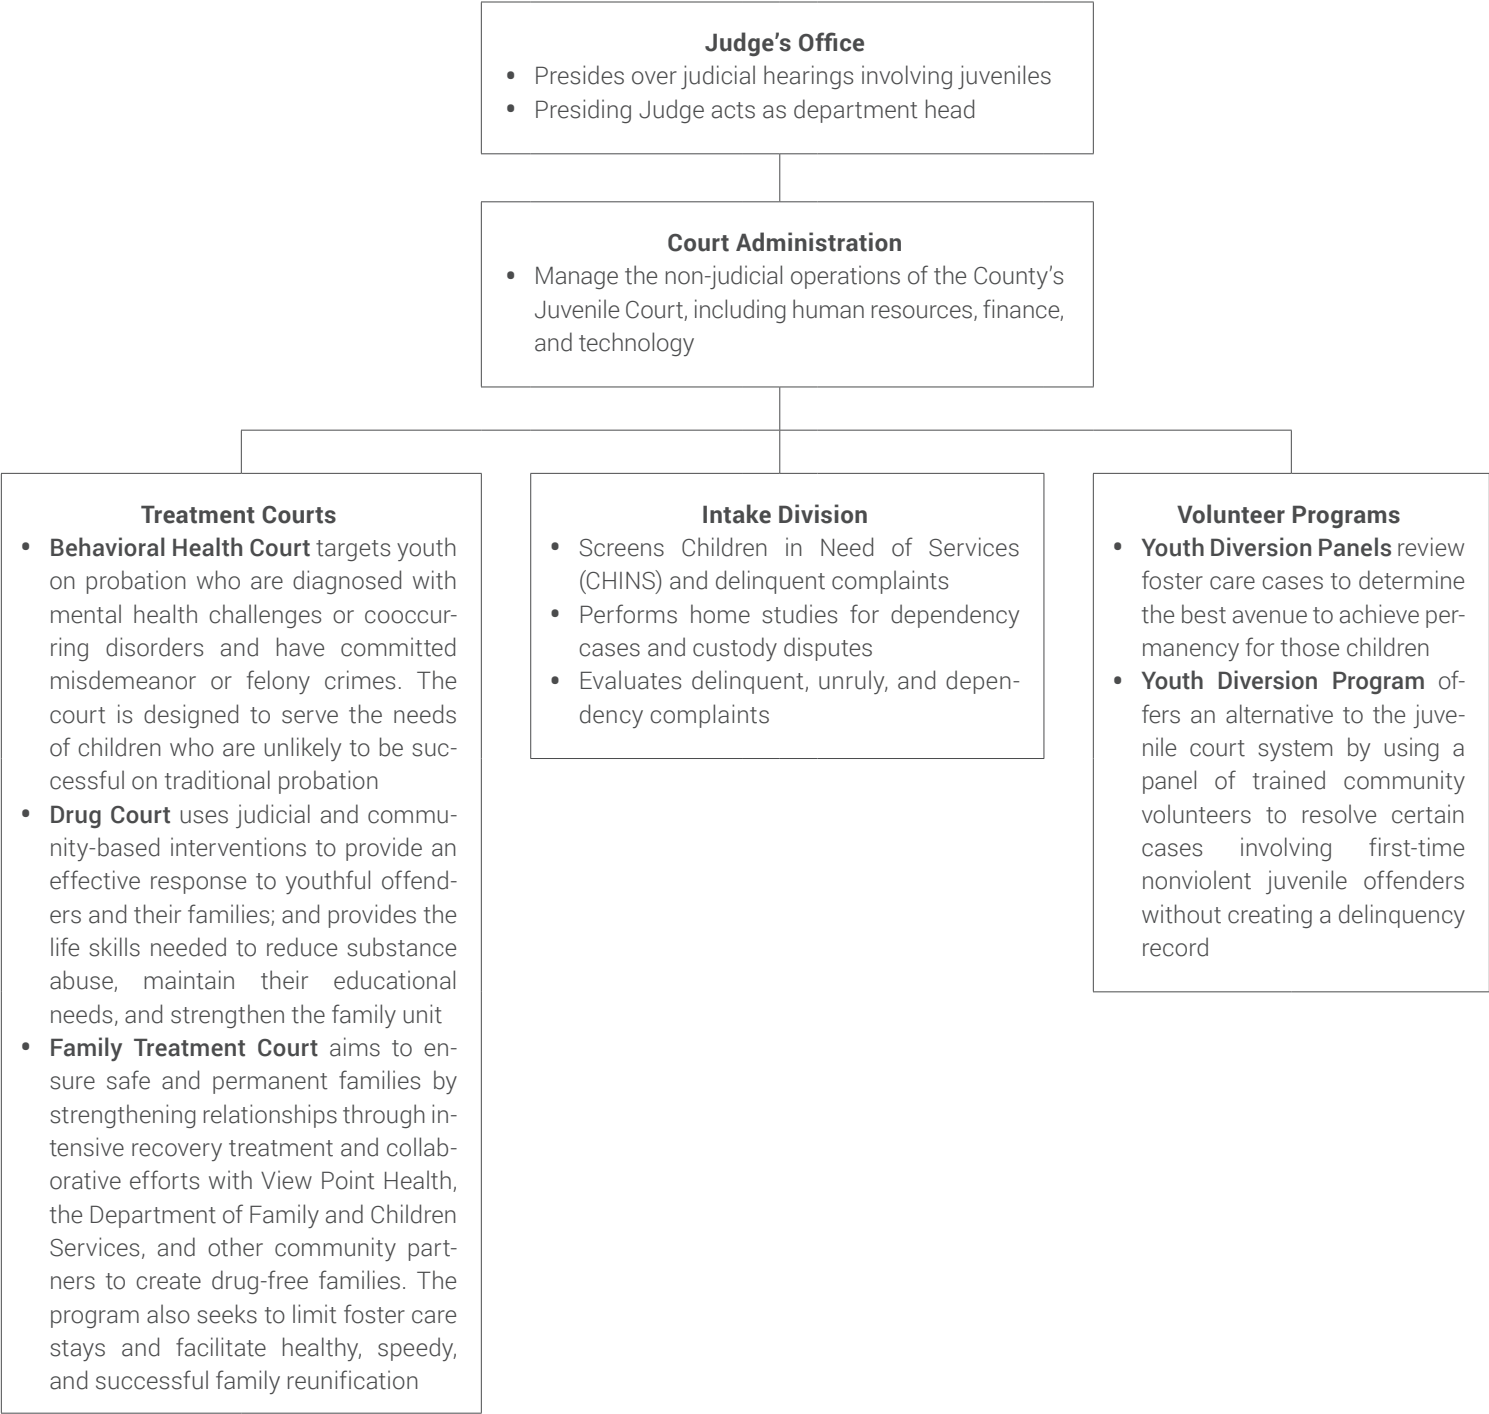 Judge’s Office
• Presides over judicial hearings involving juveniles
• Presiding Judge acts as department head
Court Administration
• Manage the non-judicial operations of the County’s
Juvenile Court, including human resources, finance,
and technology
Treatment Courts
• Behavioral Health Court targets youth
on probation who are diagnosed with
mental health challenges or cooccur-
ring disorders and have committed
misdemeanor or felony crimes. The
court is designed to serve the needs
of children who are unlikely to be suc-
cessful on traditional probation
• Drug Court uses judicial and commu-
nity-based interventions to provide an
effective response to youthful offend-
ers and their families; and provides the
life skills needed to reduce substance
abuse, maintain their educational
needs, and strengthen the family unit
• Family Treatment Court aims to en-
sure safe and permanent families by
strengthening relationships through in-
tensive recovery treatment and collab-
orative efforts with View Point Health,
the Department of Family and Children
Services, and other community part-
ners to create drug-free families. The
program also seeks to limit foster care
stays and facilitate healthy, speedy,
and successful family reunification
Intake Division
• Screens Children in Need of Services
(CHINS) and delinquent complaints
• Performs home studies for dependency
cases and custody disputes
• Evaluates delinquent, unruly, and depen-
dency complaints
Volunteer Programs
• Youth Diversion Panels review
foster care cases to determine
the best avenue to achieve per-
manency for those children
• Youth Diversion Program of-
fers an alternative to the juve-
nile court system by using a
panel of trained community
volunteers to resolve certain
cases involving first-time
nonviolent juvenile offenders
without creating a delinquency
record